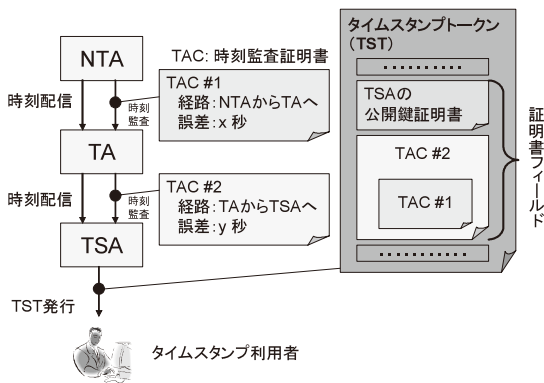 NTA
時刻配信
時刻
監査
TA
時刻配信
時刻
監査
TSA
TST発行
タイムスタンプ利用者
TAC: 時刻監査証明書
TAC #1
経路：NTAからTAへ
誤差：x 秒
TAC #2
経路：TAからTSAへ
誤差：y 秒
タイムスタンプトークン
（TST）
TSAの
公開鍵証明書
TAC #2
TAC #1
証明書フィールド